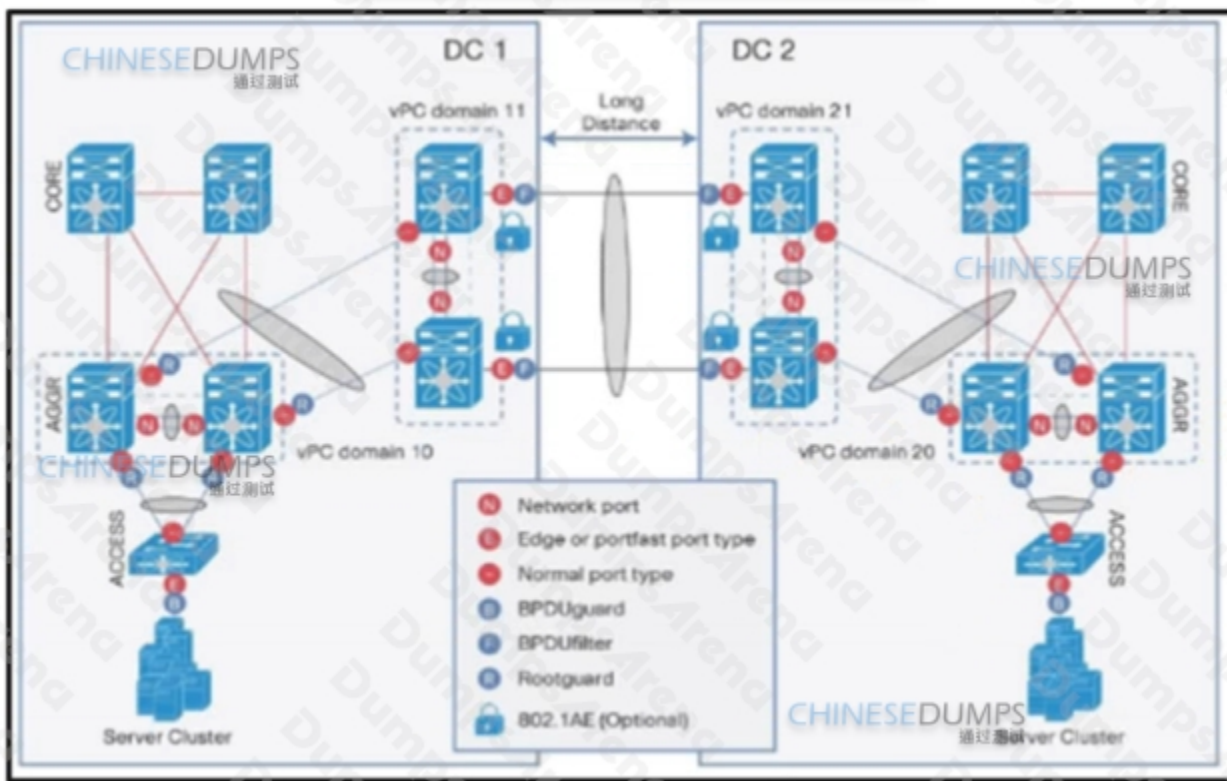 CHINESEDUMPS
通过测试
DC 1
DC 2
vPC domain 11
Long
Distance
vPC domain 21
CORE
CORE
E F
F E
N
N
N
N
CHINESEDUMPS
通过测试
E F
F E
R
R
AGGR
AGGR
N N
R
R
N N
vPC domain 10
vPC domain 20
CHINESEDUMPS
通过测试
R R
R R
ACCESS
ACCESS
E
B
E
B
N Network port
E Edge or portfast port type
- Normal port type
B BPDUguard
F BPDUfilter
R Rootguard
802.1AE (Optional)
Server Cluster
CHINESEDUMPS
通过测试
Server Cluster
DumpsArena